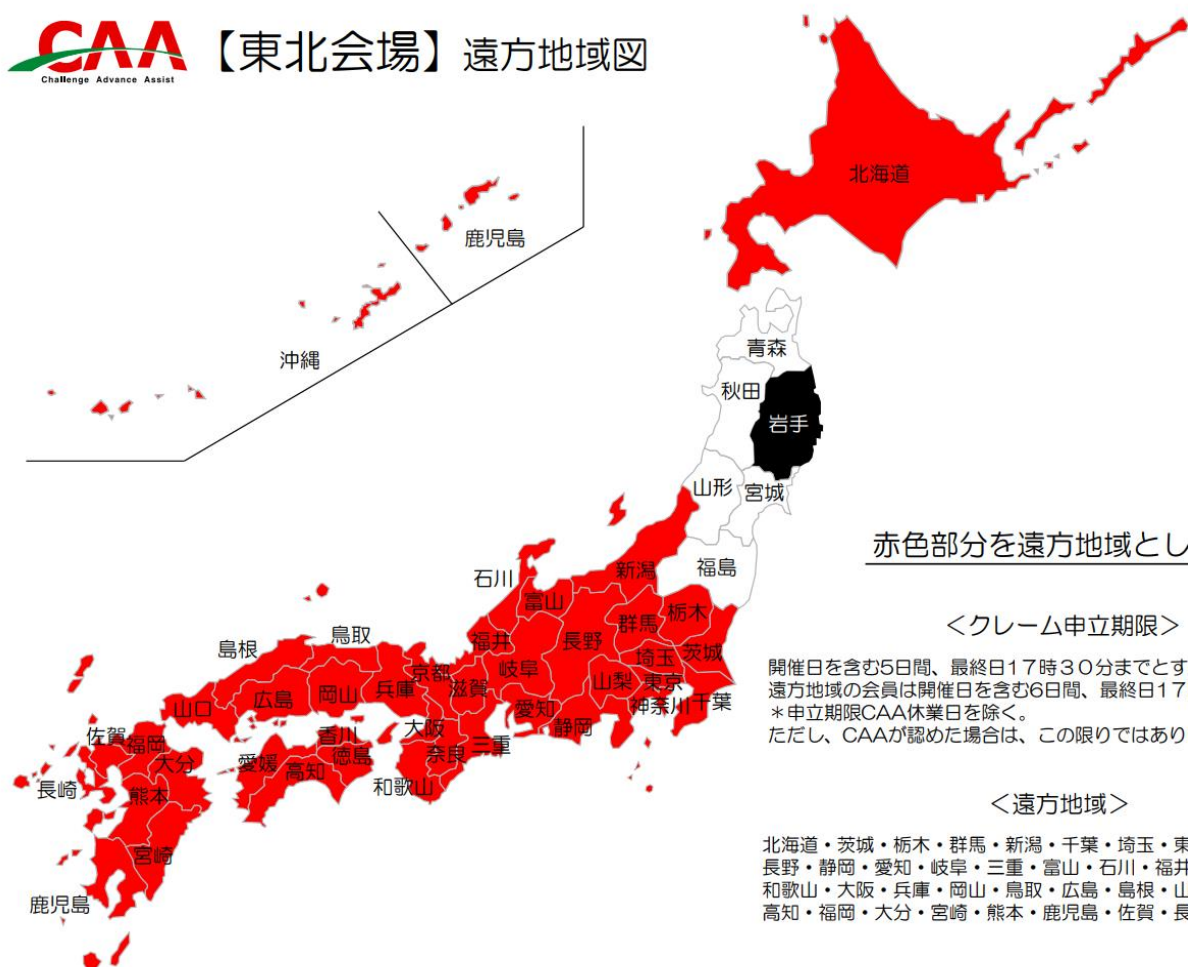 CAA
Challenge Advance Assist
【東北会場】遠方地域図
北海道
鹿児島
沖縄
青森
秋田
岩手
山形
宮城
福島
赤色部分を遠方地域とし
石川
新潟
富山
栃木
群馬
＜クレーム申立期限＞
鳥取
島根
福井
長野
埼玉
茨城
開催日を含む5日間、最終日17時30分までとす
京都
岐阜
遠方地域の会員は開催日を含む6日間、最終日17
兵庫
滋賀
山梨
東京
広島
岡山
山口
愛知
神奈川
千葉
＊申立期限CAA休業日を除く。
静岡
大阪
香川
佐賀
福岡
ただし、CAAが認めた場合は、この限りではあり
三重
奈良
徳島
愛媛
高知
大分
和歌山
長崎
熊本
＜遠方地域＞
宮崎
北海道・茨城・栃木・群馬・新潟・千葉・埼玉・東
長野・静岡・愛知・岐阜・三重・富山・石川・福井
和歌山・大阪・兵庫・岡山・鳥取・広島・島根・山
高知・福岡・大分・宮崎・熊本・鹿児島・佐賀・長
鹿児島